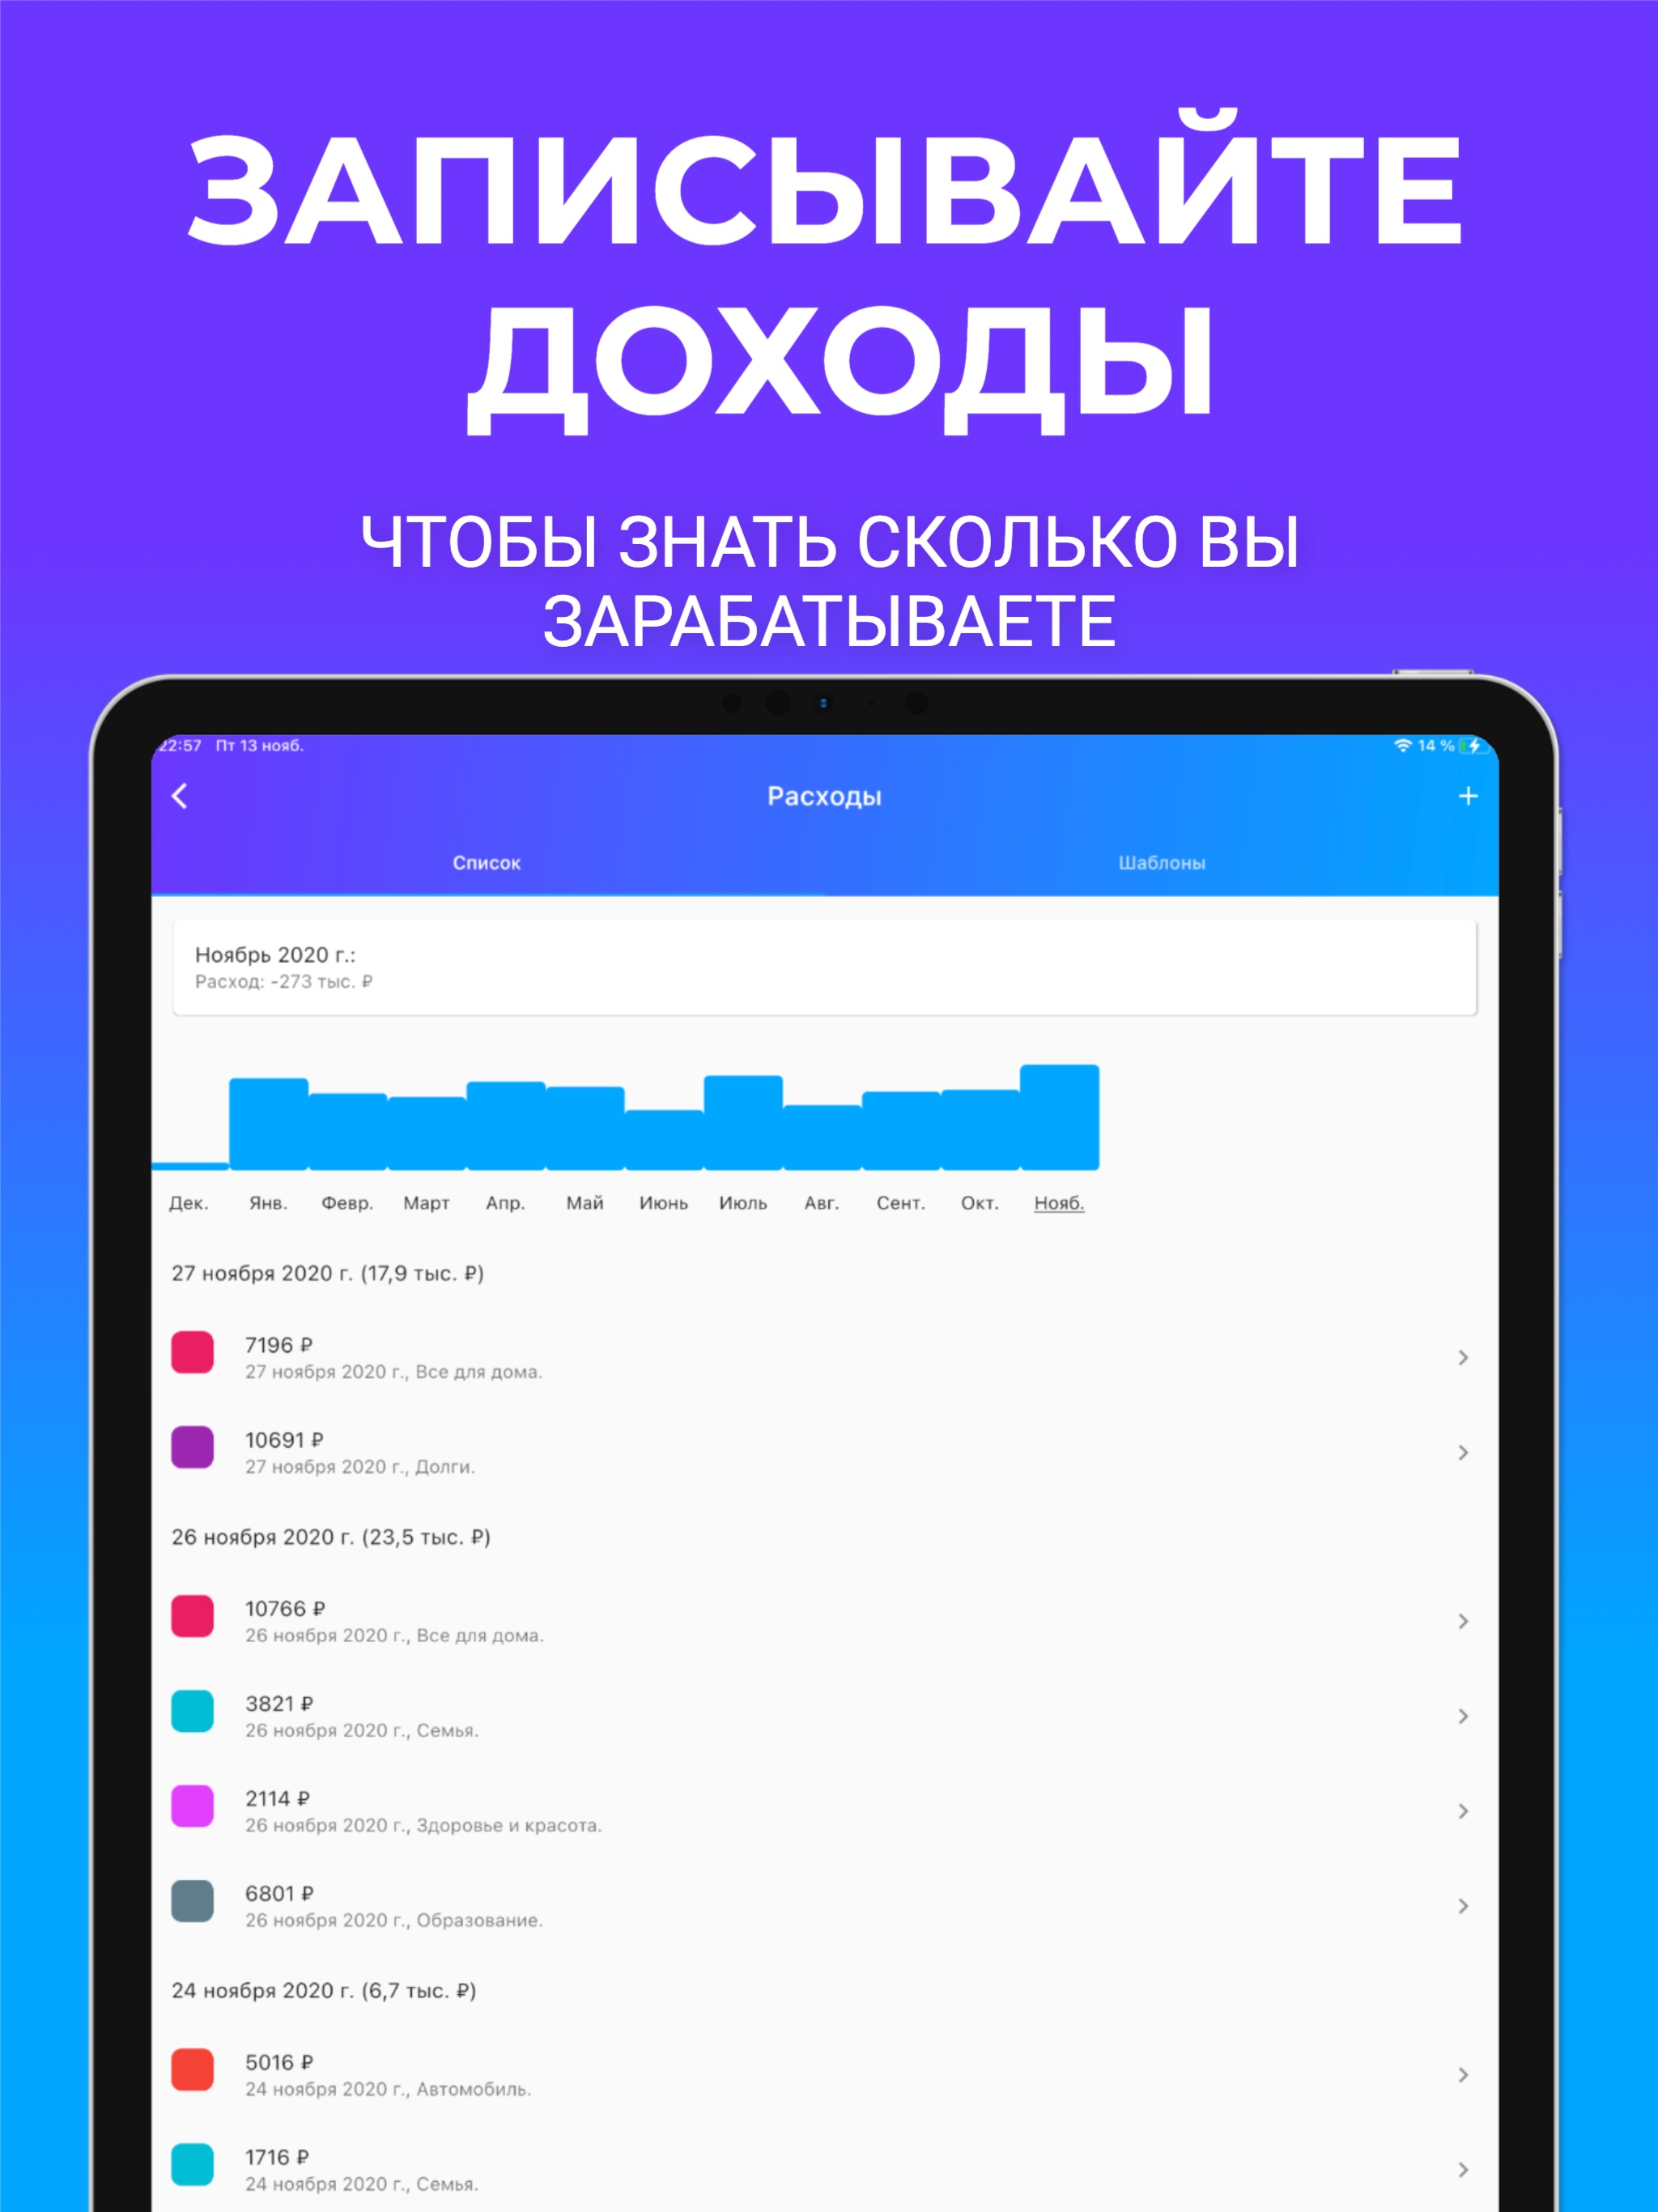 ЗАПИСЫВАЙТЕ
ДОХОДЫ
ЧТОБЫ ЗНАТЬ СКОЛЬКО ВЫ
ЗАРАБАТЫВАЕТЕ
22:57 Пт 13 нояб. 14 %
Расходы
Список Шаблоны
Ноябрь 2020 г.:
Расход: -273 тыс. ₽
Дек. Янв. Февр. Март Апр. Май Июнь Июль Авг. Сент. Окт. Нояб.
27 ноября 2020 г. (17,9 тыс. ₽)
7196 ₽
27 ноября 2020 г., Все для дома.
10691 ₽
27 ноября 2020 г., Долги.
26 ноября 2020 г. (23,5 тыс. ₽)
10766 ₽
26 ноября 2020 г., Все для дома.
3821 ₽
26 ноября 2020 г., Семья.
2114 ₽
26 ноября 2020 г., Здоровье и красота.
6801 ₽
26 ноября 2020 г., Образование.
24 ноября 2020 г. (6,7 тыс. ₽)
5016 ₽
24 ноября 2020 г., Автомобиль.
1716 ₽
24 ноября 2020 г., Семья.